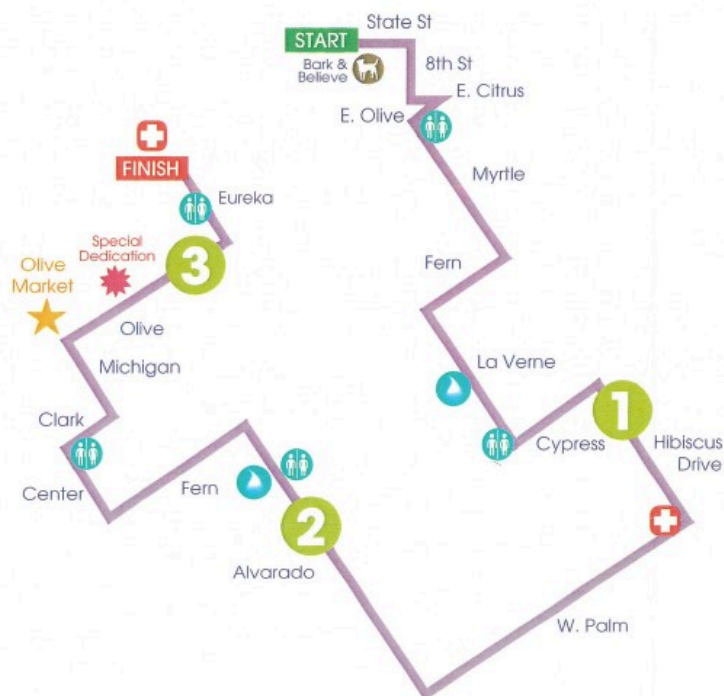 State St
START
Bark &
Believe
8th St
E. Citrus
E. Olive
Myrtle
FINISH
Eureka
Special
Dedication
3
Olive
Market
Fern
Olive
Michigan
La Verne
1
Clark
Cypress
Hibiscus
Drive
Center
Fern
2
Alvarado
W. Palm